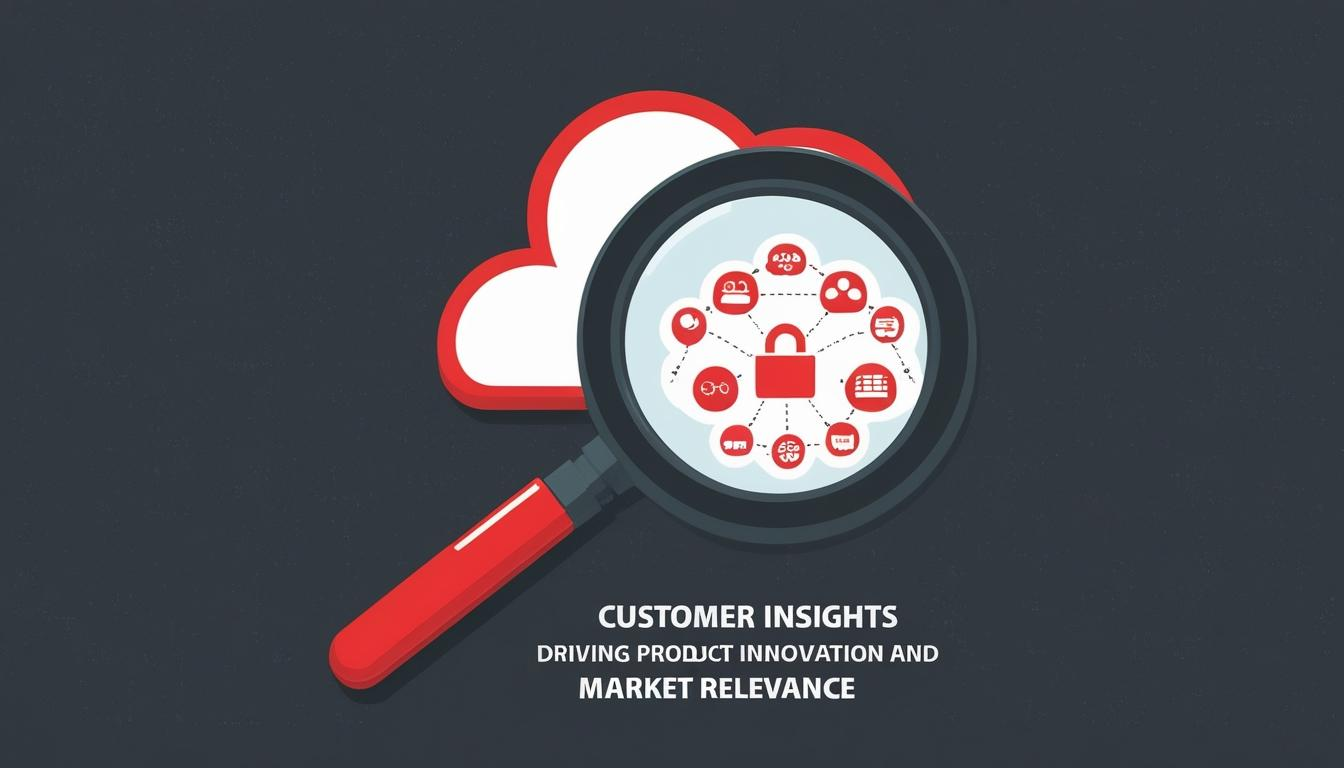 CUSTOMER INSIGHTS
DRIVING PRODUCT INNOVATION AND
MARKET RELEVANCE